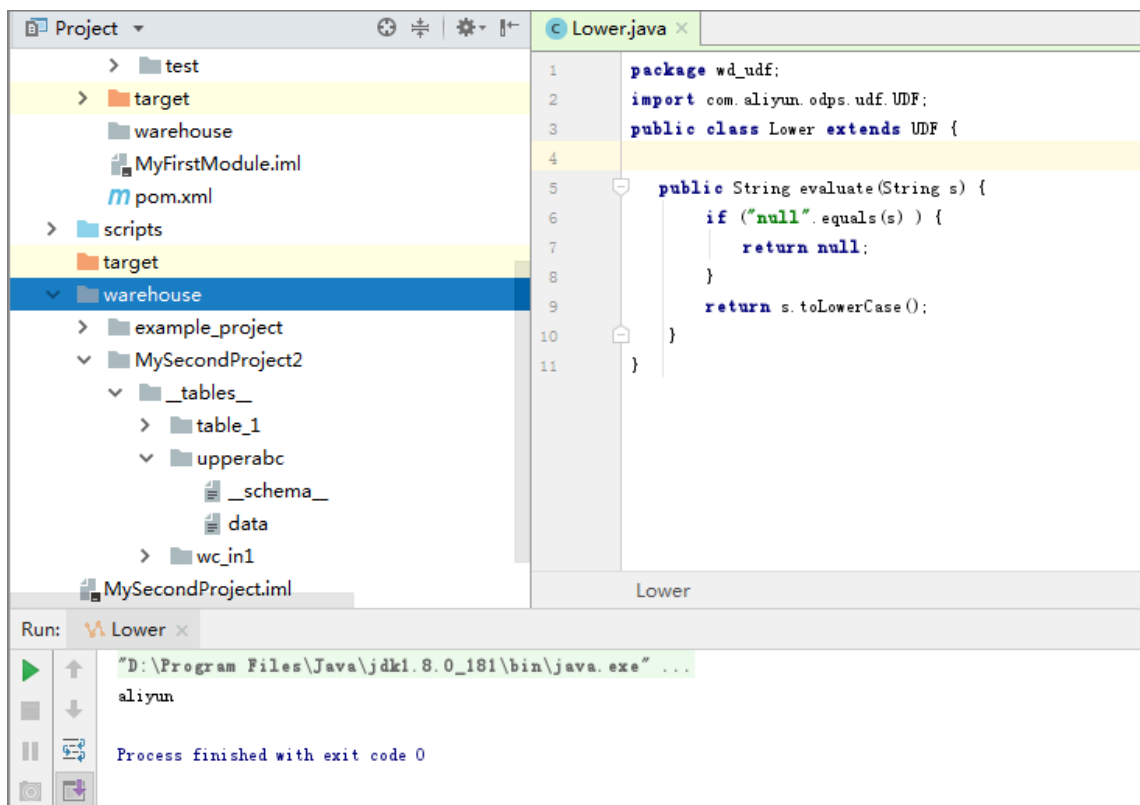 Project
test
target
warehouse
MyFirstModule.iml
m pom.xml
scripts
target
warehouse
example_project
MySecondProject2
__tables__
table_1
upperabc
__schema__
data
wc_in1
MySecondProject.iml
C Lower.java ×
1 package wd_udf;
2 import com.aliyun.odps.udf.UDF;
3 public class Lower extends UDF {
4
5 public String evaluate(String s) {
6 if ("null".equals(s) ) {
7 return null;
8 }
9 return s.toLowerCase();
10 }
11 }
Lower
Run: Lower ×
"D:\Program Files\Java\jdk1.8.0_181\bin\java.exe" ...
aliyun
Process finished with exit code 0